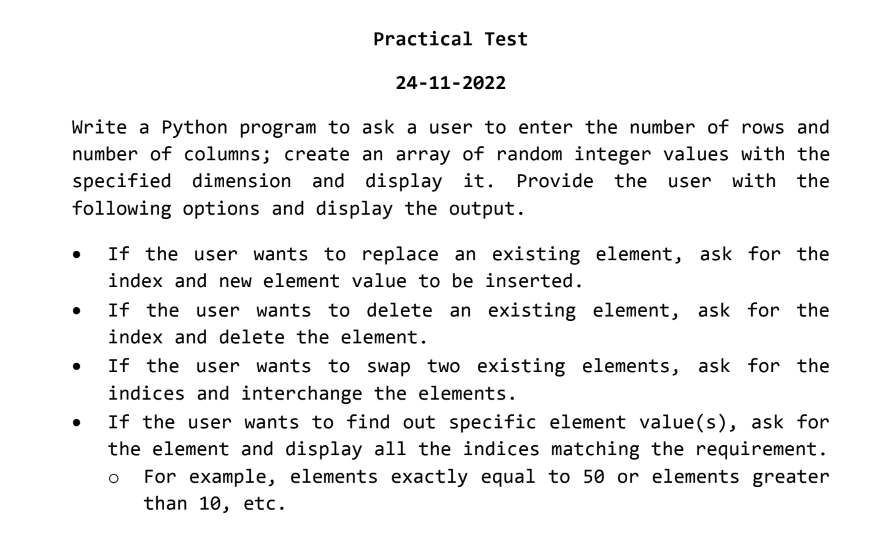 Practical Test
24-11-2022
Write a Python program to ask a user to enter the number of rows and
number of columns; create an array of random integer values with the
specified dimension and display it. Provide the user with the
following options and display the output.
• If the user wants to replace an existing element, ask for the
index and new element value to be inserted.
• If the user wants to delete an existing element, ask for the
index and delete the element.
• If the user wants to swap two existing elements, ask for the
indices and interchange the elements.
• If the user wants to find out specific element value(s), ask for
the element and display all the indices matching the requirement.
o For example, elements exactly equal to 50 or elements greater
than 10, etc.